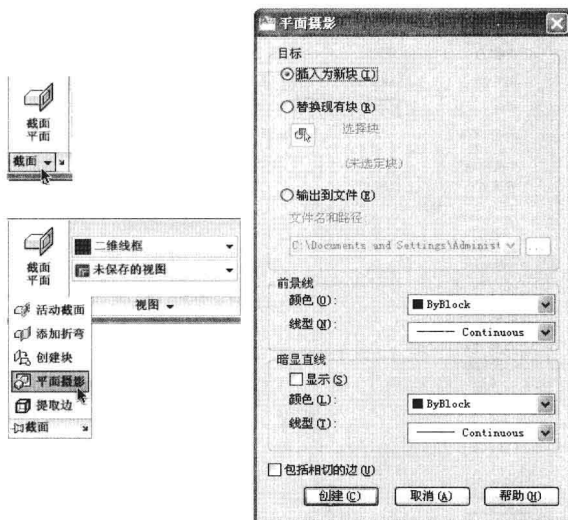 截面
平面
截面
截面
平面
二维线框
未保存的视图
视图
活动截面
添加折弯
创建块
平面摄影
提取边
截面
平面摄影
目标
插入为新块(I)
替换现有块(R)
选择块
(未选定块)
输出到文件(E)
文件名和路径
C:\Documents and Settings\Administ
...
前景线
颜色(O):
ByBlock
线型(N):
Continuous
暗显直线
显示(S)
颜色(L):
ByBlock
线型(T):
Continuous
包括相切的边(U)
创建(C)
取消(A)
帮助(H)